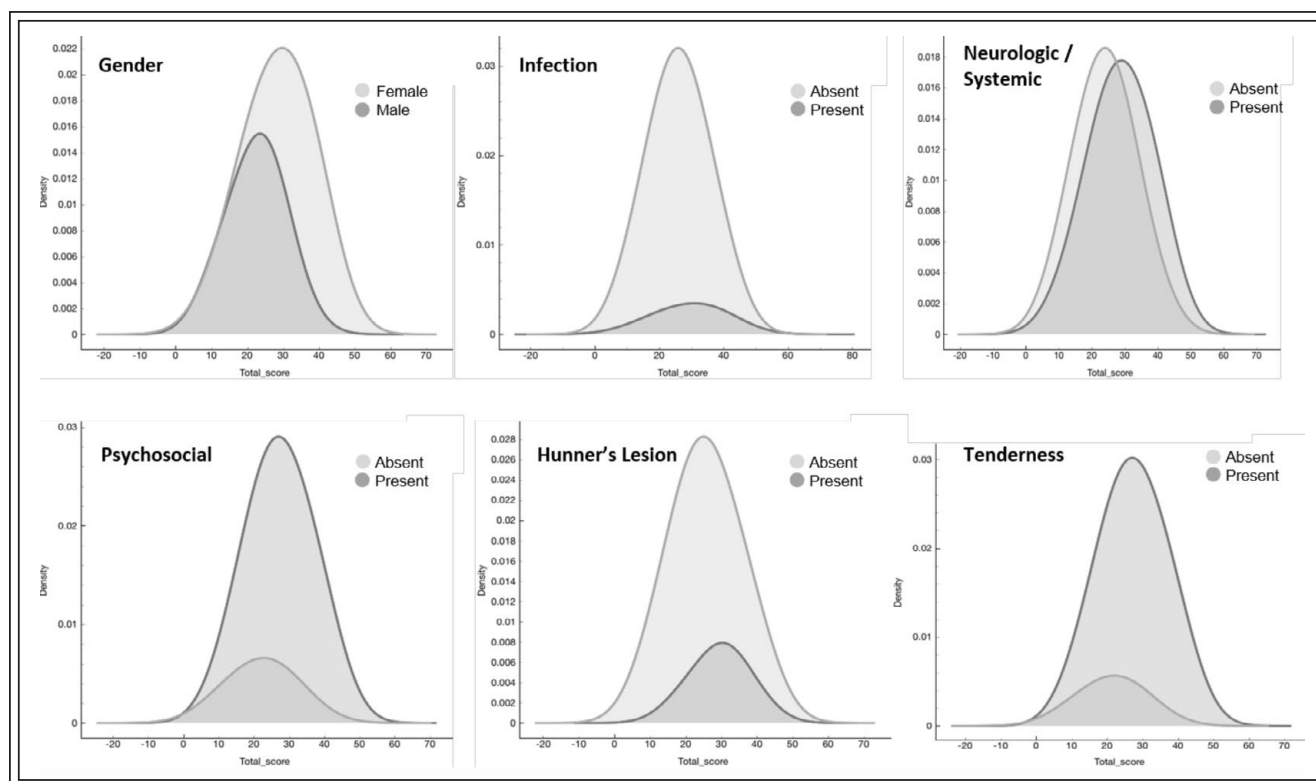 Gender
Female
Male
0.022
0.02
0.018
0.016
0.014
0.012
0.01
0.008
0.006
0.004
0.002
0
Density
-20 -10 0 10 20 30 40 50 60 70
Total_score
Infection
Absent
Present
0.03
0.02
0.01
0
Density
-20 0 20 40 60 80
Total_score
Neurologic /
Systemic
Absent
Present
0.018
0.016
0.014
0.012
0.01
0.008
0.006
0.004
0.002
0
Density
-20 -10 0 10 20 30 40 50 60 70
Total_score
Psychosocial
Absent
Present
0.03
0.02
0.01
0
Density
-20 -10 0 10 20 30 40 50 60 70
Total_score
Hunner's Lesion
Absent
Present
0.028
0.026
0.024
0.022
0.02
0.018
0.016
0.014
0.012
0.01
0.008
0.006
0.004
0.002
0
Density
-20 -10 0 10 20 30 40 50 60 70
Total_score
Tenderness
Absent
Present
0.03
0.02
0.01
0
Density
-20 -10 0 10 20 30 40 50 60 70
Total_score